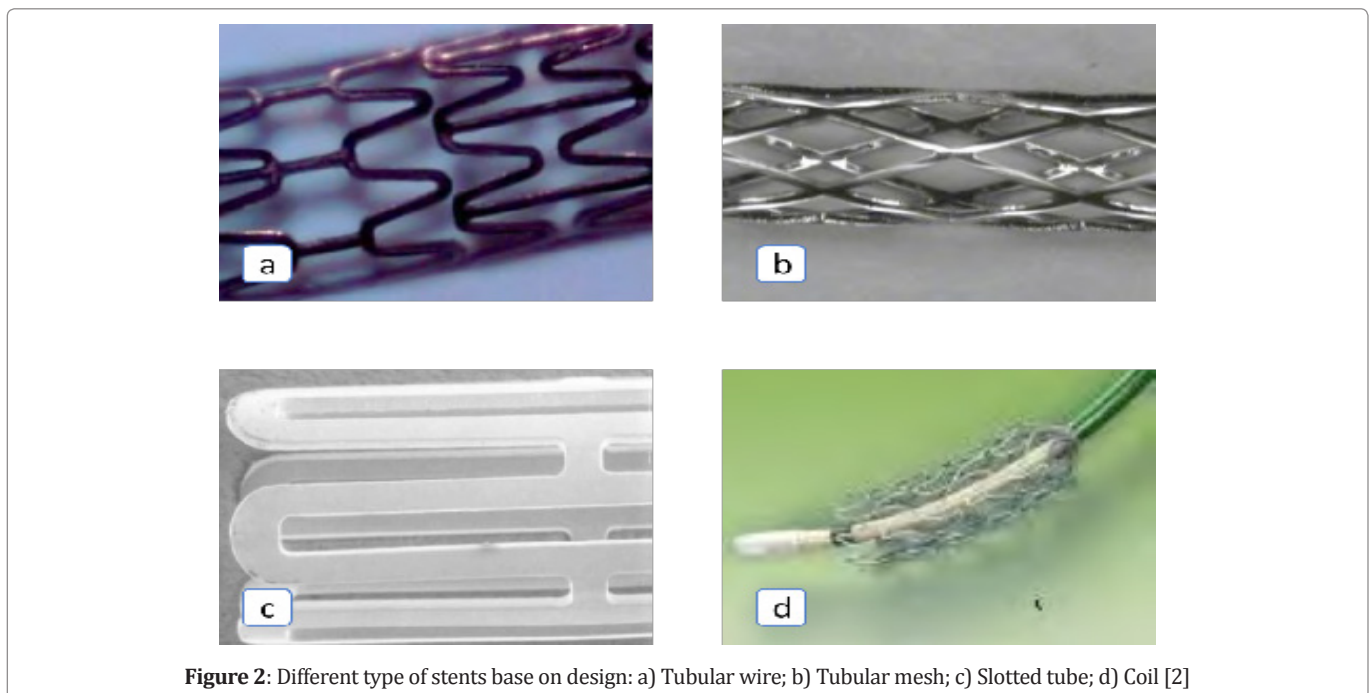 a
b
c
d
Figure 2: Different type of stents base on design: a) Tubular wire; b) Tubular mesh; c) Slotted tube; d) Coil [2]